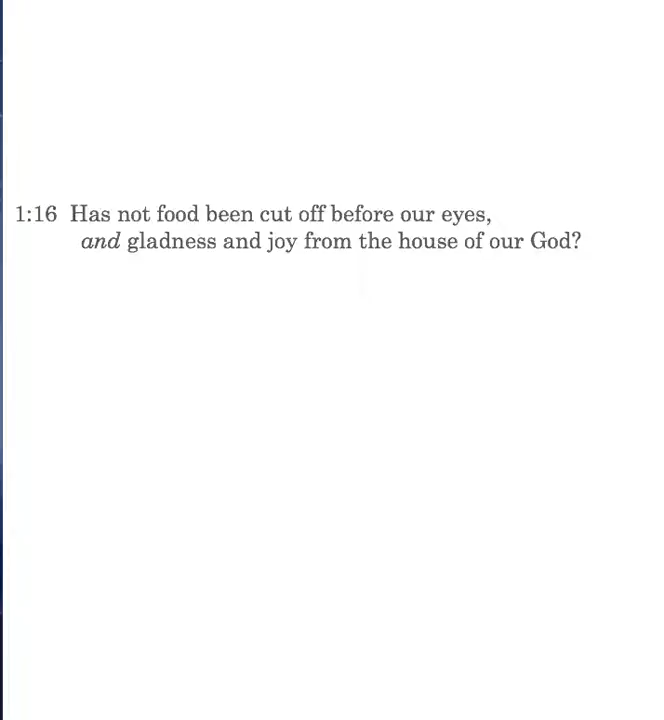 1:16 Has not food been cut off before our eyes,
and gladness and joy from the house of our God?